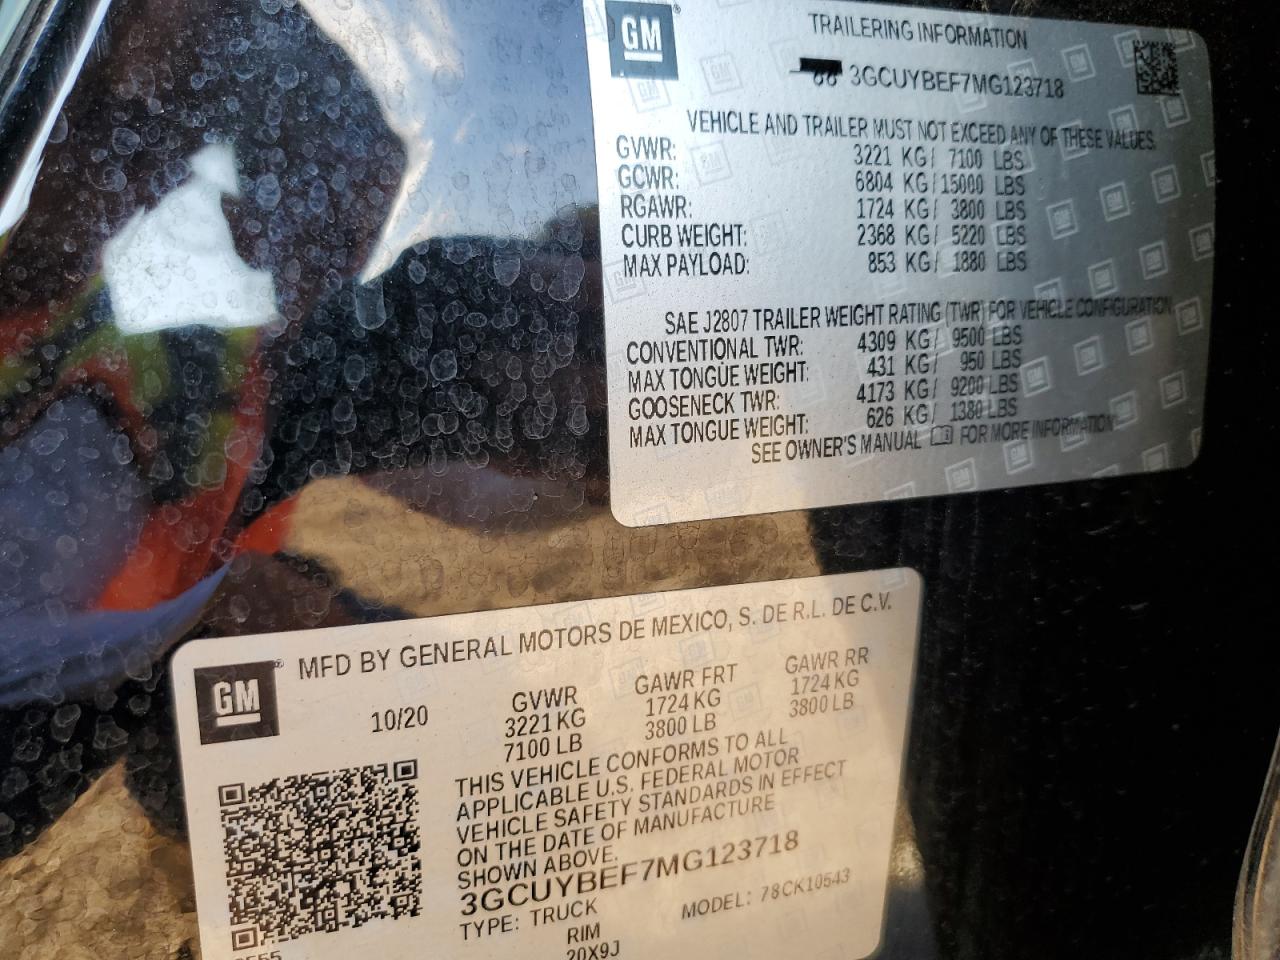 GM
TRAILERING INFORMATION
3GCUYBEF7MG123718
VEHICLE AND TRAILER MUST NOT EXCEED ANY OF THESE VALUES.
GVWR: 3221 KG/ 7100 LBS
GCWR: 6804 KG/15000 LBS
RGAWR: 1724 KG/ 3800 LBS
CURB WEIGHT: 2368 KG/ 5220 LBS
MAX PAYLOAD: 853 KG/ 1880 LBS
SAE J2807 TRAILER WEIGHT RATING (TWR) FOR VEHICLE CONFIGURATION
CONVENTIONAL TWR: 4309 KG/ 9500 LBS
MAX TONGUE WEIGHT: 431 KG/ 950 LBS
GOOSENECK TWR: 4173 KG/ 9200 LBS
MAX TONGUE WEIGHT: 626 KG/ 1380 LBS
SEE OWNER'S MANUAL FOR MORE INFORMATION
GM
MFD BY GENERAL MOTORS DE MEXICO, S. DE R.L. DE C.V.
10/20 GVWR GAWR FRT GAWR RR
3221 KG 1724 KG 1724 KG
7100 LB 3800 LB 3800 LB
THIS VEHICLE CONFORMS TO ALL
APPLICABLE U.S. FEDERAL MOTOR
VEHICLE SAFETY STANDARDS IN EFFECT
ON THE DATE OF MANUFACTURE
SHOWN ABOVE.
3GCUYBEF7MG123718
TYPE: TRUCK MODEL: 78CK10543
RIM
20X9J